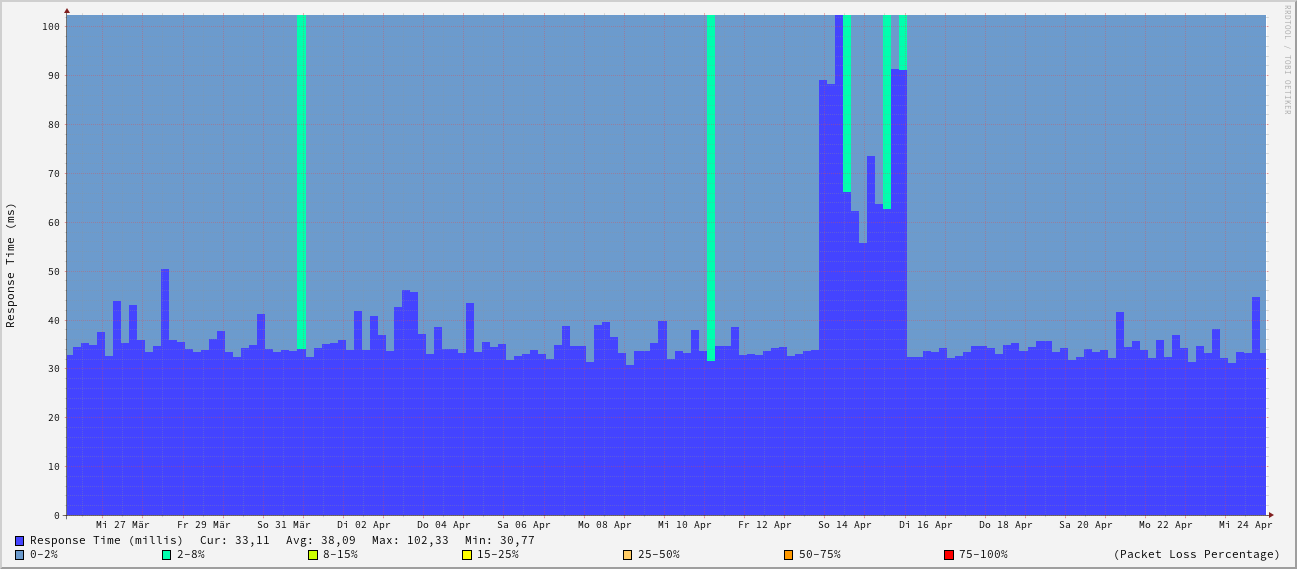 RRDTOOL / TOBI OETIKER
Response Time (ms)
100
90
80
70
60
50
40
30
20
10
0
Mi 27 Mär Fr 29 Mär So 31 Mär Di 02 Apr Do 04 Apr Sa 06 Apr Mo 08 Apr Mi 10 Apr Fr 12 Apr So 14 Apr Di 16 Apr Do 18 Apr Sa 20 Apr Mo 22 Apr Mi 24 Apr
Response Time (millis) Cur: 33,11 Avg: 38,09 Max: 102,33 Min: 30,77
0-2% 2-8% 8-15% 15-25% 25-50% 50-75% 75-100% (Packet Loss Percentage)